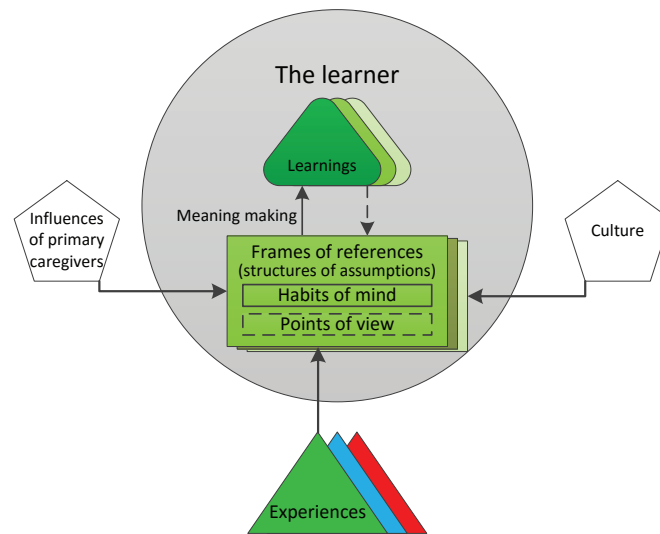 The learner
Learnings
Meaning making
Influences
of primary
caregivers
Culture
Frames of references
(structures of assumptions)
Habits of mind
Points of view
Experiences